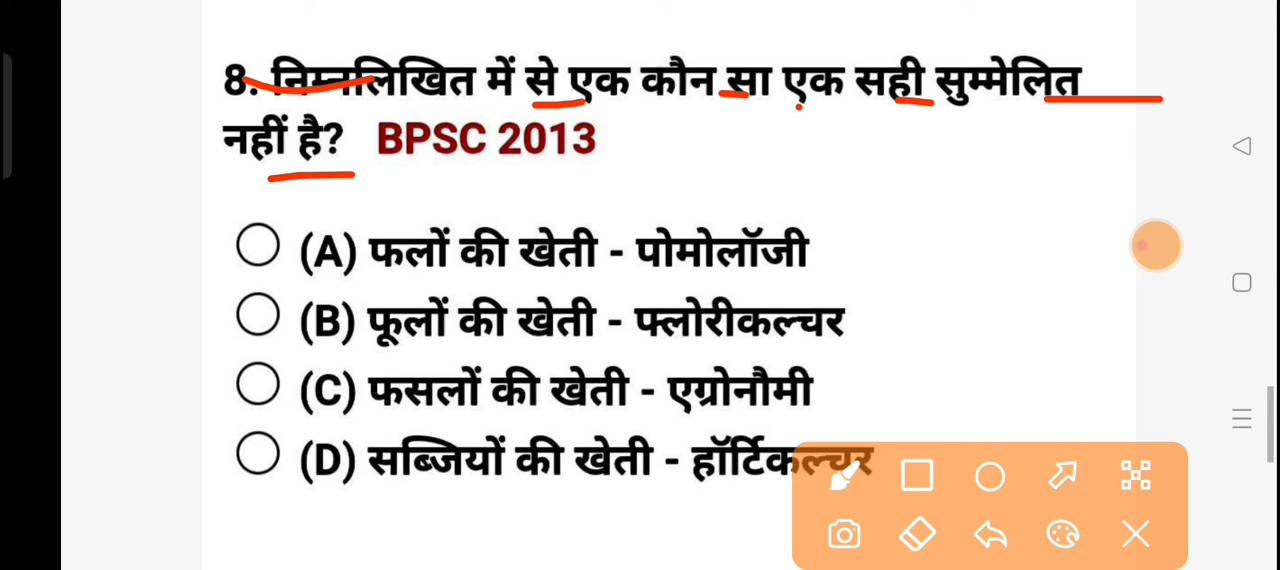 8. निम्नलिखित में से एक कौन सा एक सही सुम्मेलित
नहीं है? BPSC 2013
(A) फलों की खेती - पोमोलॉजी
(B) फूलों की खेती - फ्लोरीकल्चर
(C) फसलों की खेती - एग्रोनौमी
(D) सब्जियों की खेती - हॉर्टिकल्चर